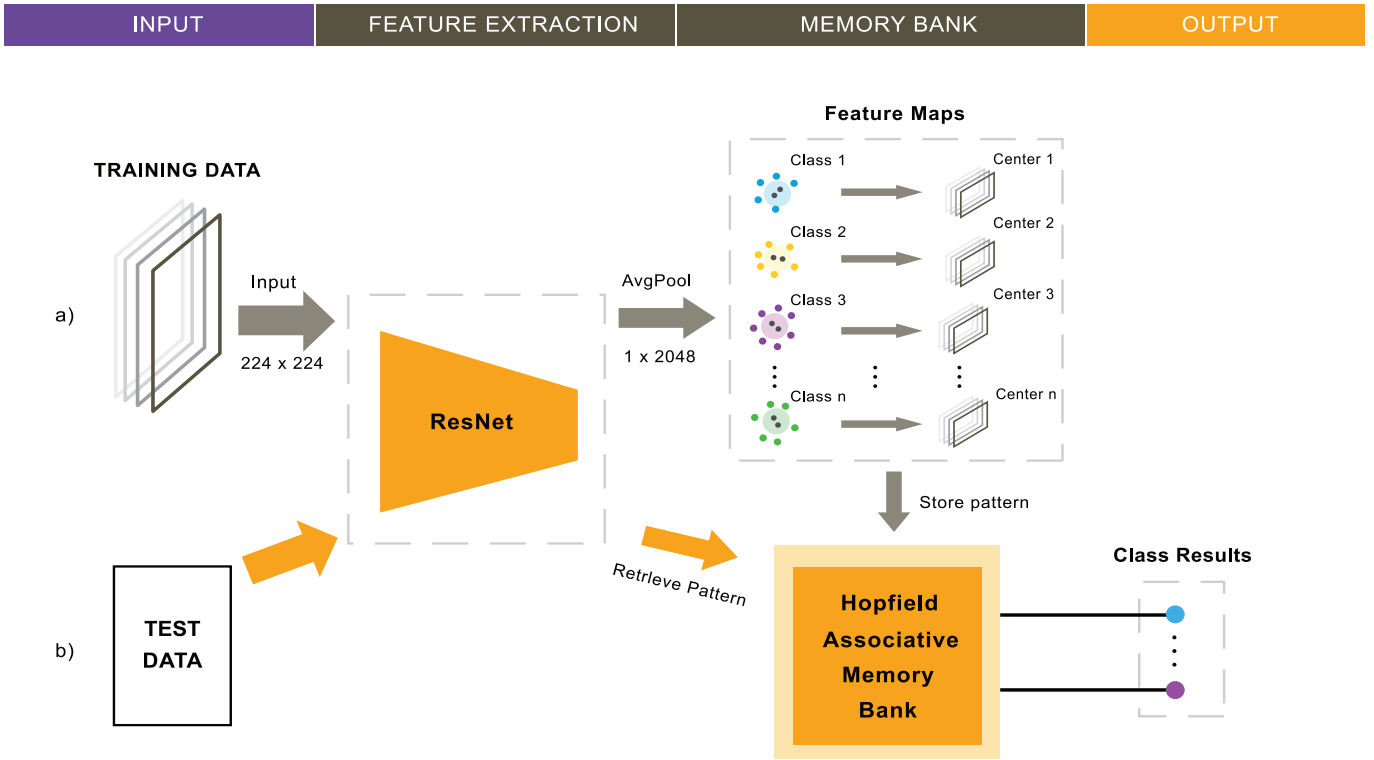 INPUT
FEATURE EXTRACTION
MEMORY BANK
OUTPUT
Feature Maps
TRAINING DATA
Class 1
Center 1
Class 2
Center 2
Input
AvgPool
Class 3
Center 3
a)
224 x 224
1 x 2048
ResNet
Class n
Center n
Store pattern
Retrleve Pattern
Class Results
b)
TEST
DATA
Hopfield
Associative
Memory
Bank